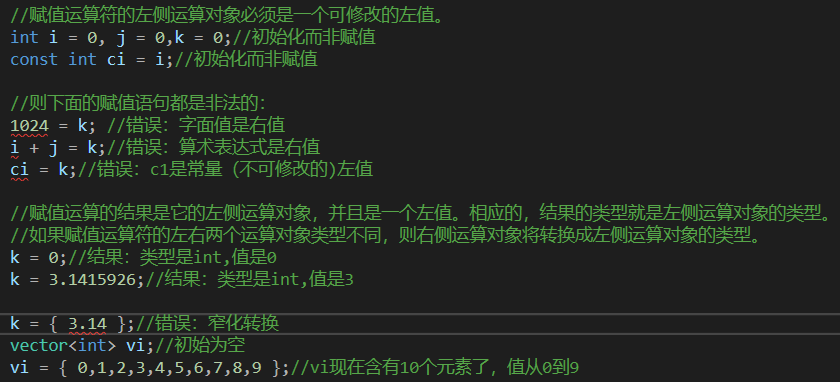 //赋值运算符的左侧运算对象必须是一个可修改的左值。
int i = 0, j = 0,k = 0;//初始化而非赋值
const int ci = i;//初始化而非赋值
//则下面的赋值语句都是非法的：
1024 = k; //错误：字面值是右值
i + j = k;//错误：算术表达式是右值
ci = k;//错误：c1是常量（不可修改的)左值
//赋值运算的结果是它的左侧运算对象，并且是一个左值。相应的，结果的类型就是左侧运算对象的类型。
//如果赋值运算符的左右两个运算对象类型不同，则右侧运算对象将转换成左侧运算对象的类型。
k = 0;//结果：类型是int,值是0
k = 3.1415926;//结果：类型是int,值是3
k = { 3.14 };//错误：窄化转换
vector<int> vi;//初始为空
vi = { 0,1,2,3,4,5,6,7,8,9 };//vi现在含有10个元素了，值从0到9